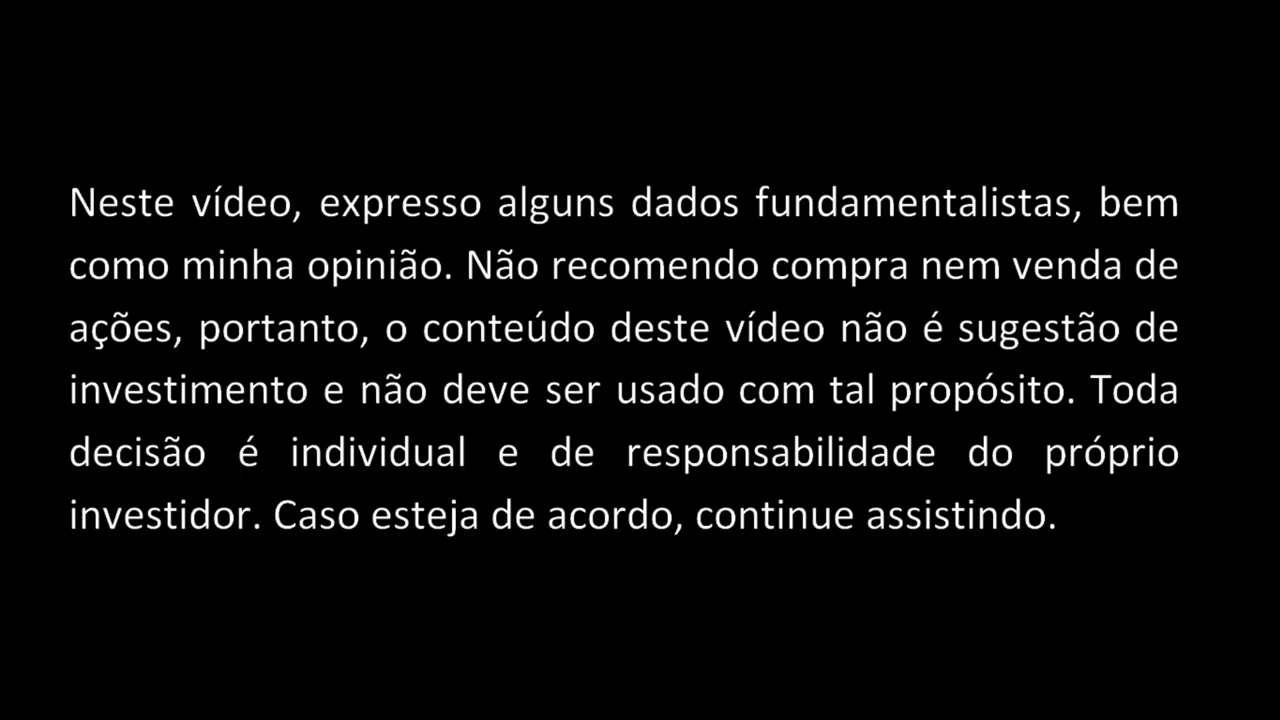 Neste vídeo, expresso alguns dados fundamentalistas, bem
como minha opinião. Não recomendo compra nem venda de
ações, portanto, o conteúdo deste vídeo não é sugestão de
investimento e não deve ser usado com tal propósito. Toda
decisão é individual e de responsabilidade do próprio
investidor. Caso esteja de acordo, continue assistindo.